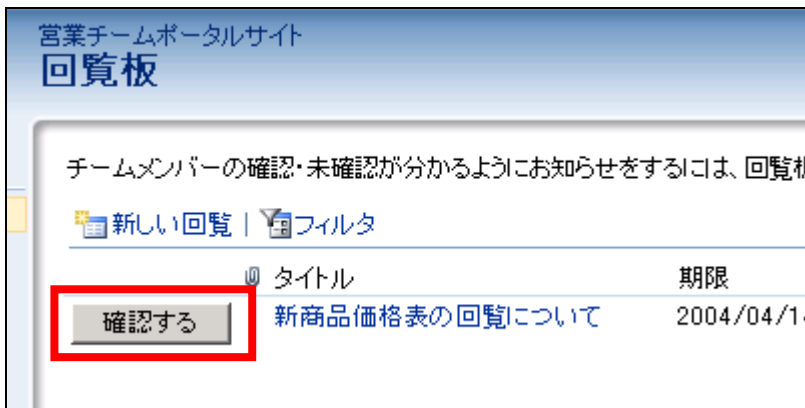 営業チームポータルサイト
回覧板
チームメンバーの確認・未確認が分かるようにお知らせをするには、回覧
新しい回覧 | フィルタ
タイトル 期限
確認する 新商品価格表の回覧について 2004/04/1